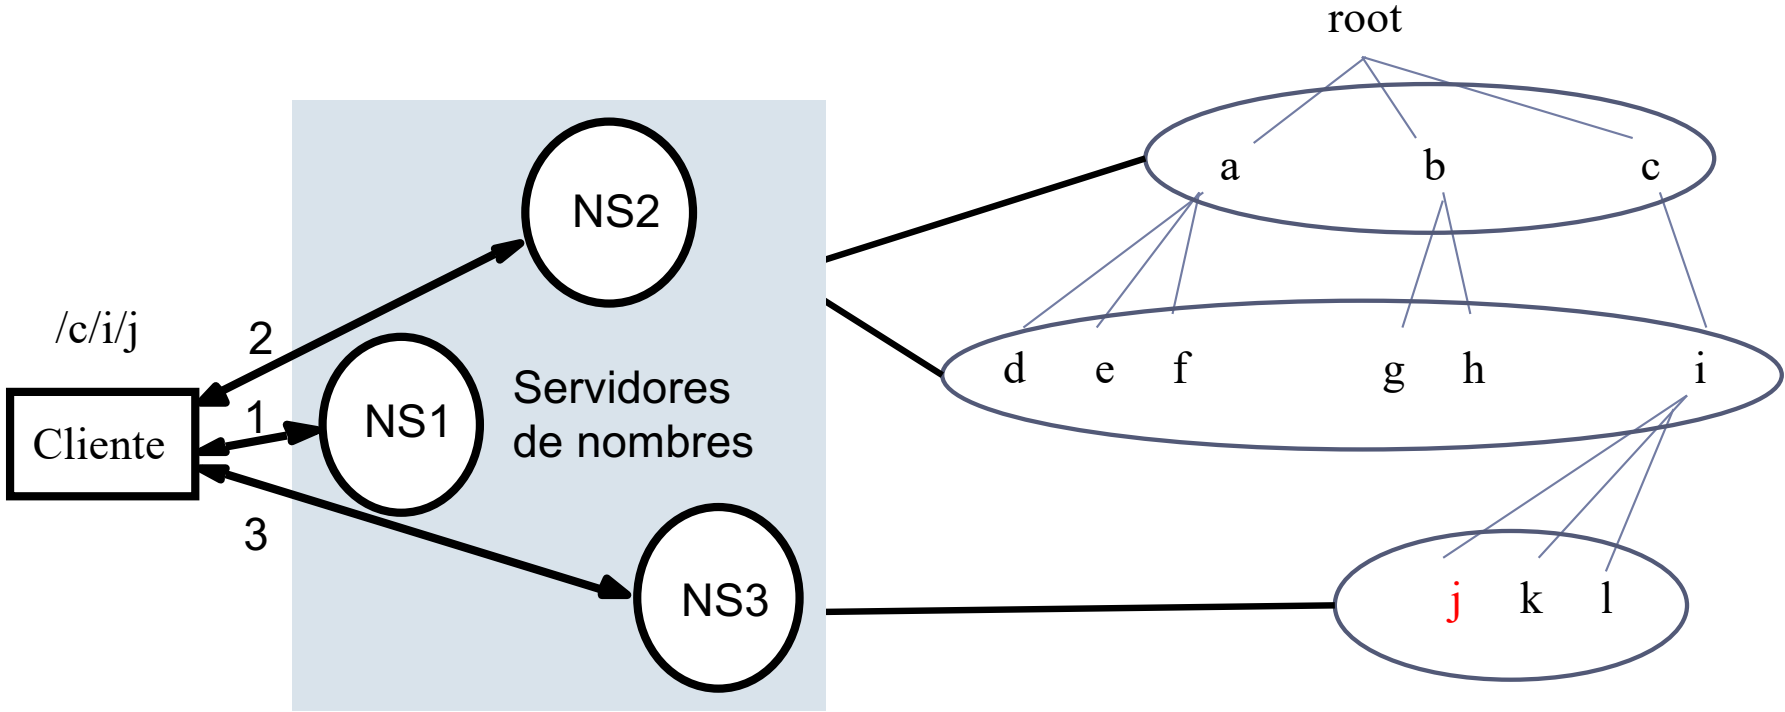 root
a b c
NS2
/c/i/j
2
d e f g h i
1
NS1
Servidores
de nombres
Cliente
3
NS3
j k l